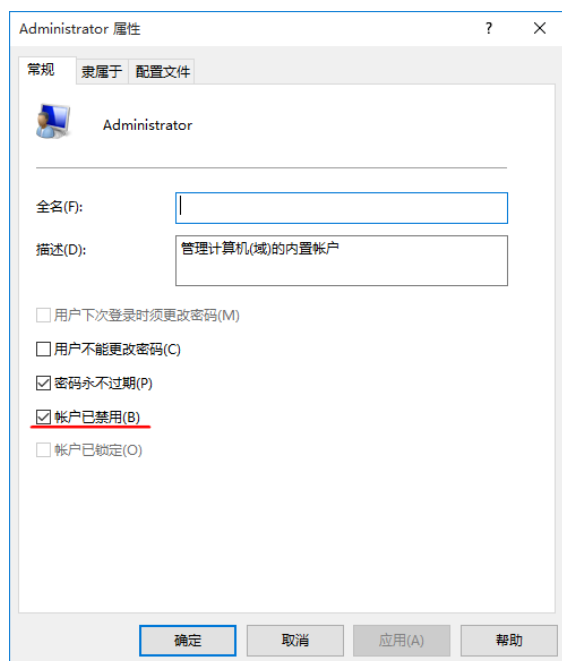 Administrator 属性
?
常规 隶属于 配置文件
Administrator
全名(F):
描述(D): 管理计算机(域)的内置帐户
用户下次登录时须更改密码(M)
用户不能更改密码(C)
密码永不过期(P)
帐户已禁用(B)
帐户已锁定(O)
确定 取消 应用(A) 帮助